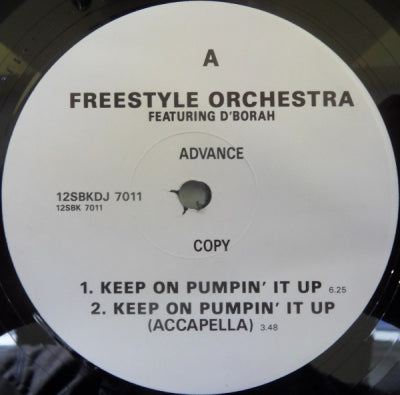 A
FREESTYLE ORCHESTRA
FEATURING D'BORAH
ADVANCE
12SBKDJ 7011
12SBK 7011
COPY
1. KEEP ON PUMPIN' IT UP 6.25
2. KEEP ON PUMPIN' IT UP
(ACCAPELLA) 3.48